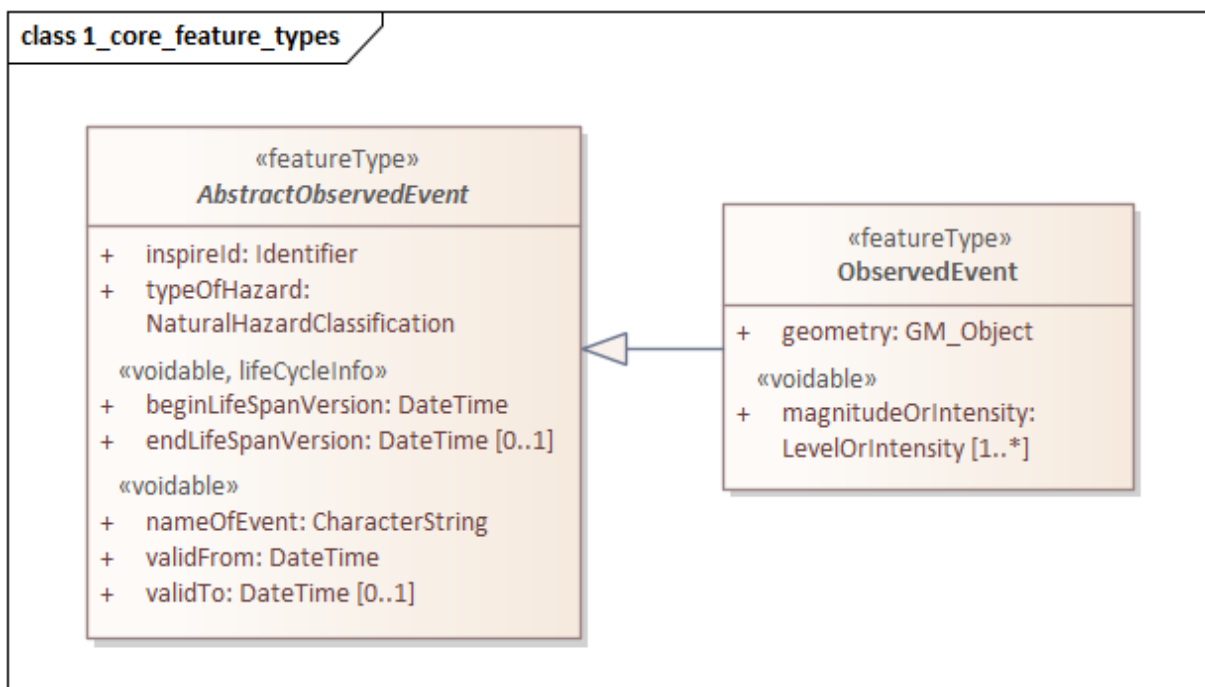 class 1_core_feature_types
«featureType»
AbstractObservedEvent
+ inspireId: Identifier
+ typeOfHazard:
NaturalHazardClassification
«voidable, lifeCycleInfo»
+ beginLifeSpanVersion: DateTime
+ endLifeSpanVersion: DateTime [0..1]
«voidable»
+ nameOfEvent: CharacterString
+ validFrom: DateTime
+ validTo: DateTime [0..1]
«featureType»
ObservedEvent
+ geometry: GM_Object
«voidable»
+ magnitudeOrIntensity:
LevelOrIntensity [1..*]